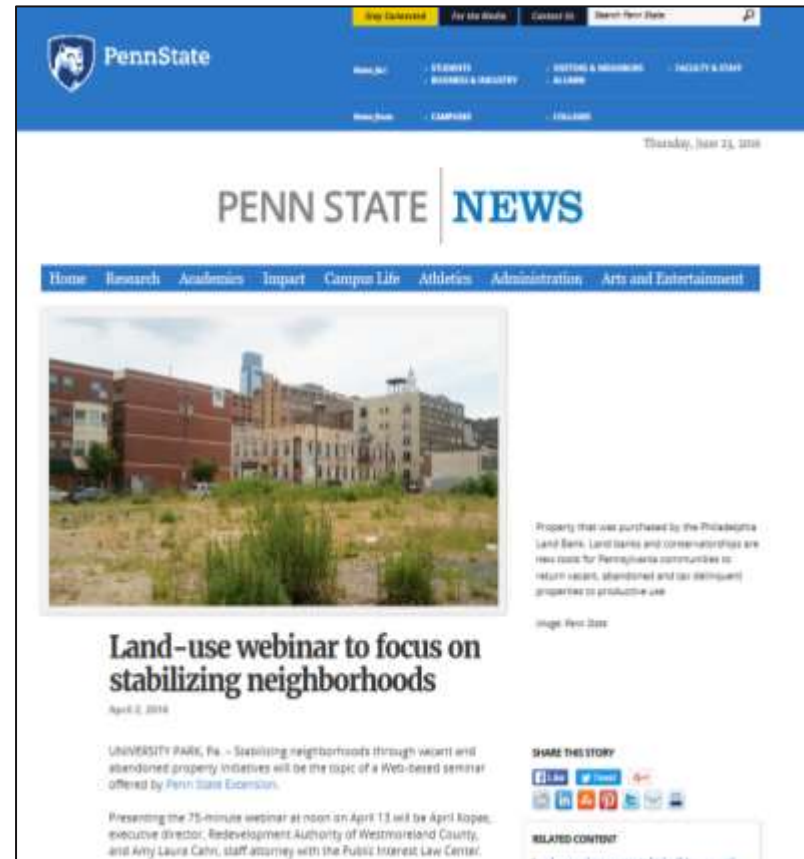 Stay Connected For the Media Contact Us Search Penn State
PennState
Home for: STUDENTS VISITORS & NEIGHBORS FACULTY & STAFF
BUSINESS & INDUSTRY ALUMNI
Home from: CAMPUSES COLLEGES
Thursday, June 23, 2016
PENN STATE NEWS
Home Research Academics Impact Campus Life Athletics Administration Arts and Entertainment
Property that was purchased by the Philadelphia
Land Bank. Land banks and conservatorships are
new tools for Pennsylvania communities to
return vacant, abandoned and tax delinquent
properties to productive use
Image: Penn State
Land-use webinar to focus on
stabilizing neighborhoods
April 2, 2016
UNIVERSITY PARK, Pa. – Stabilizing neighborhoods through vacant and
abandoned property initiatives will be the topic of a Web-based seminar
offered by Penn State Extension.
Presenting the 75-minute webinar at noon on April 13 will be April Kopas,
executive director, Redevelopment Authority of Westmoreland County,
and Amy Laura Cahn, staff attorney with the Public Interest Law Center.
SHARE THIS STORY
Like Tweet
RELATED CONTENT